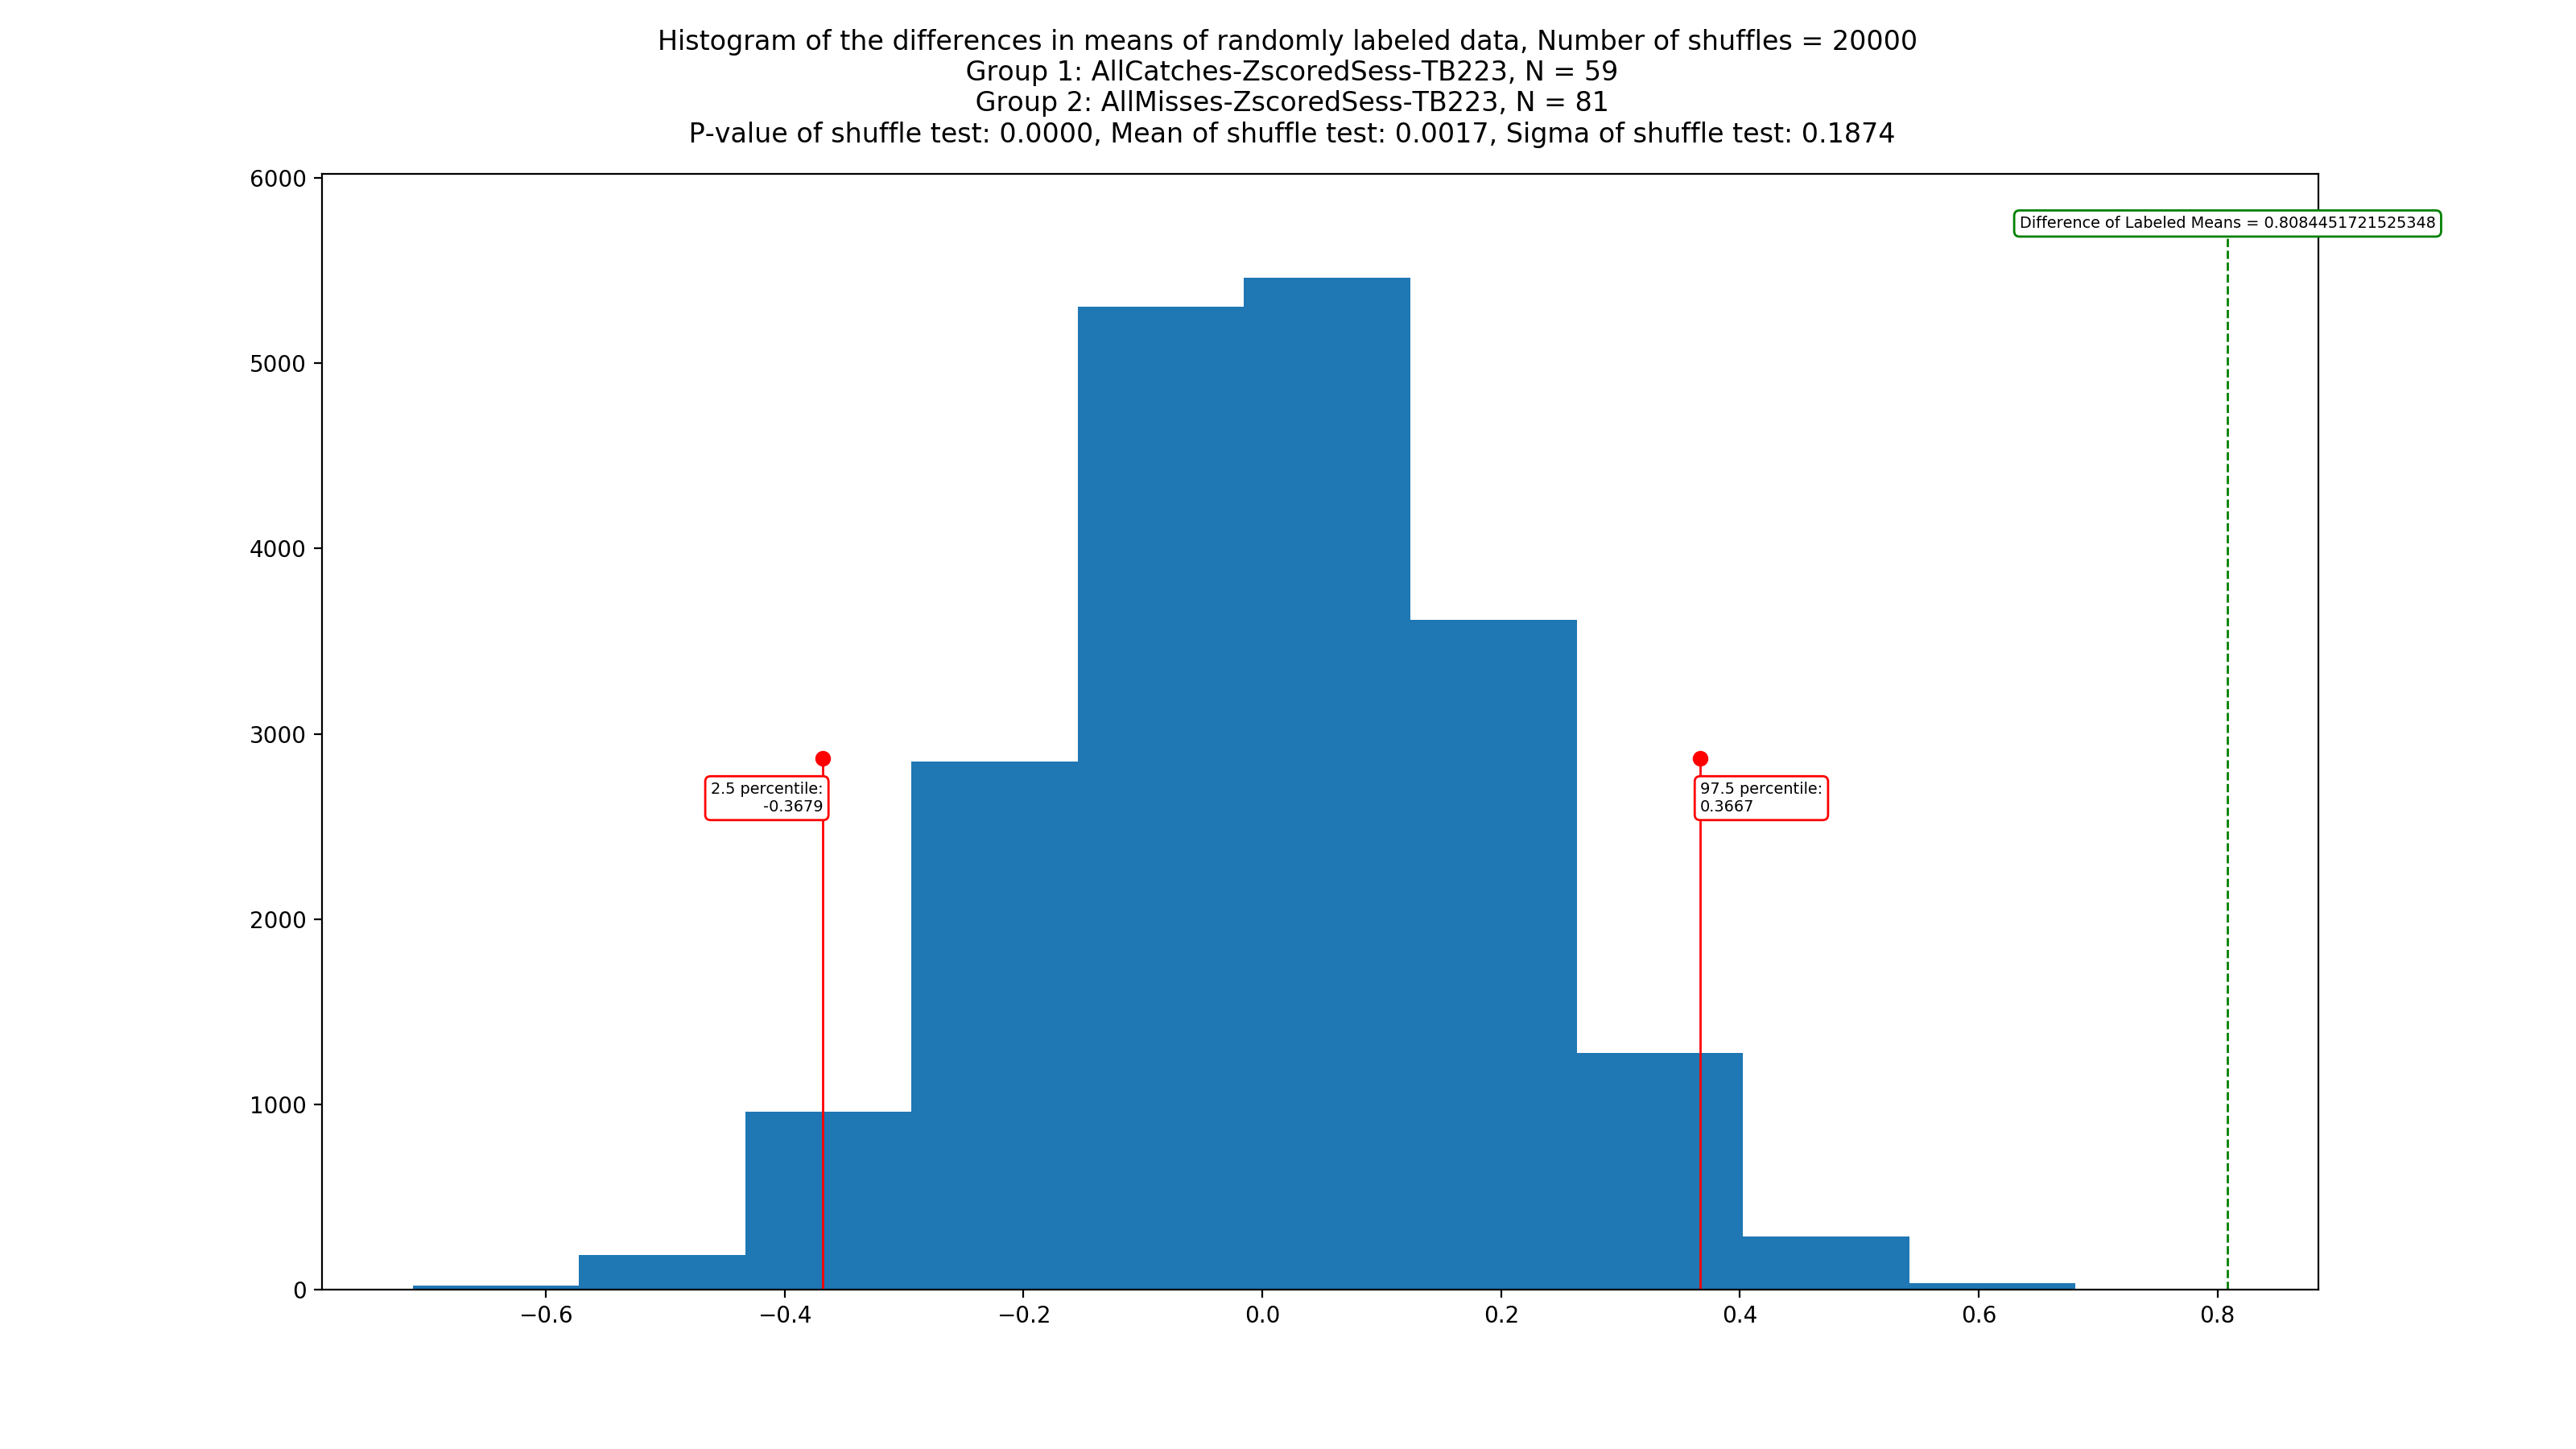 Histogram of the differences in means of randomly labeled data, Number of shuffles = 20000
Group 1: AllCatches-ZscoredSess-TB223, N = 59
Group 2: AllMisses-ZscoredSess-TB223, N = 81
P-value of shuffle test: 0.0000, Mean of shuffle test: 0.0017, Sigma of shuffle test: 0.1874
6000
Difference of Labeled Means = 0.8084451721525348
5000
4000
3000
2.5 percentile:
-0.3679
97.5 percentile:
0.3667
2000
1000
0
−0.6
−0.4
−0.2
0.0
0.2
0.4
0.6
0.8